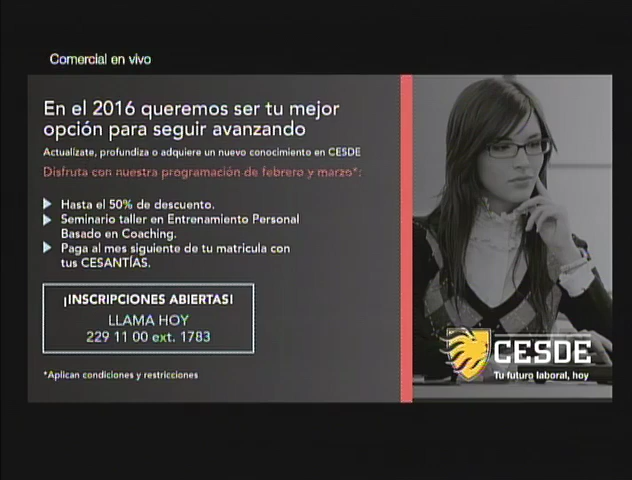 Comercial en vivo
En el 2016 queremos ser tu mejor
opción para seguir avanzando
Actualízate, profundiza o adquiere un nuevo conocimiento en CESDE
Disfruta con nuestra programación de febrero y marzo*:
Hasta el 50% de descuento.
Seminario taller en Entrenamiento Personal
Basado en Coaching.
Paga al mes siguiente de tu matricula con
tus CESANTÍAS.
¡INSCRIPCIONES ABIERTAS!
LLAMA HOY
229 11 00 ext. 1783
*Aplican condiciones y restricciones
CESDE
Tu futuro laboral, hoy